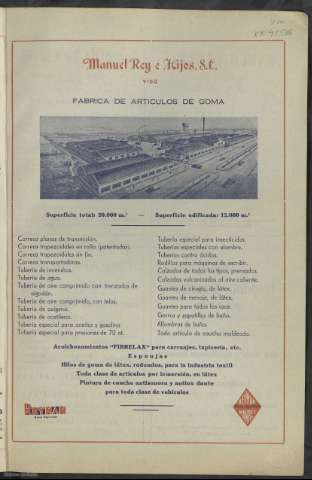 Manuel Rey e Hijos, S.L.
VIGO
FABRICA DE ARTICULOS DE GOMA
Superficie total: 20.000 m.² — Superficie edificada: 12.000 m.²
Correas planas de transmisión.
Correas trapezoidales en rollo (patentadas).
Correas trapezoidales sin fin.
Correas transportadoras.
Tubería de incendios.
Tubería de agua.
Tubería de aire comprimido con trenzados de
algodón.
Tubería de aire comprimido, con telas.
Tubería de oxígeno.
Tubería de acetileno.
Tubería especial para aceites y gasolina
Tubería especial para presiones de 70 at.
Tubería especial para insecticidas.
Tuberías especiales con alambre.
Tuberías contra ácidos.
Rodillos para máquinas de escribir.
Calzados de todos los tipos, prensados.
Calzados vulcanizados al aire caliente.
Guantes de cirugía, de látex.
Guantes de menaje, de látex.
Guantes para todos los usos.
Gorros y zapatillas de baño.
Alfombras de baño.
Todo artículo de caucho moldeado.
Acolchonamientos "FIBRELAX" para carruajes, tapicería, etc.
Esponjas
Hilos de goma de látex, redondos, para la industria textil
Toda clase de artículos por inmersión, en látex
Pintura de caucho antisonora y antioxidante
para toda clase de vehículos